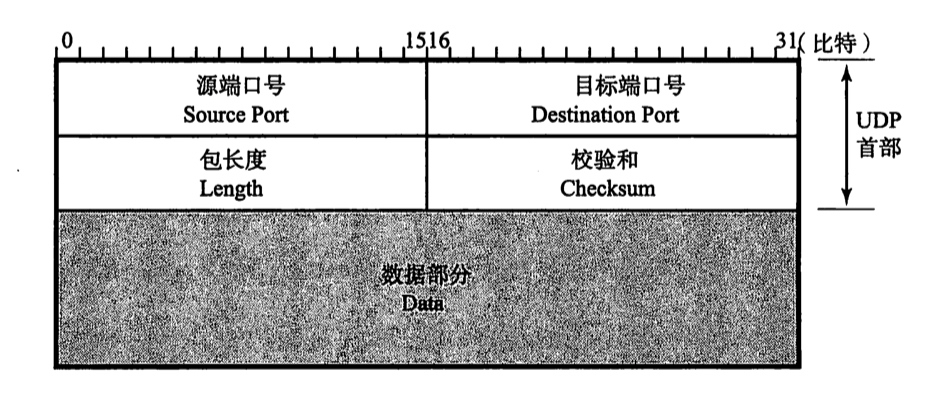 0 1516 31(比特)
源端口号 目标端口号
Source Port Destination Port
UDP
首部
包长度 校验和
Length Checksum
数据部分
Data